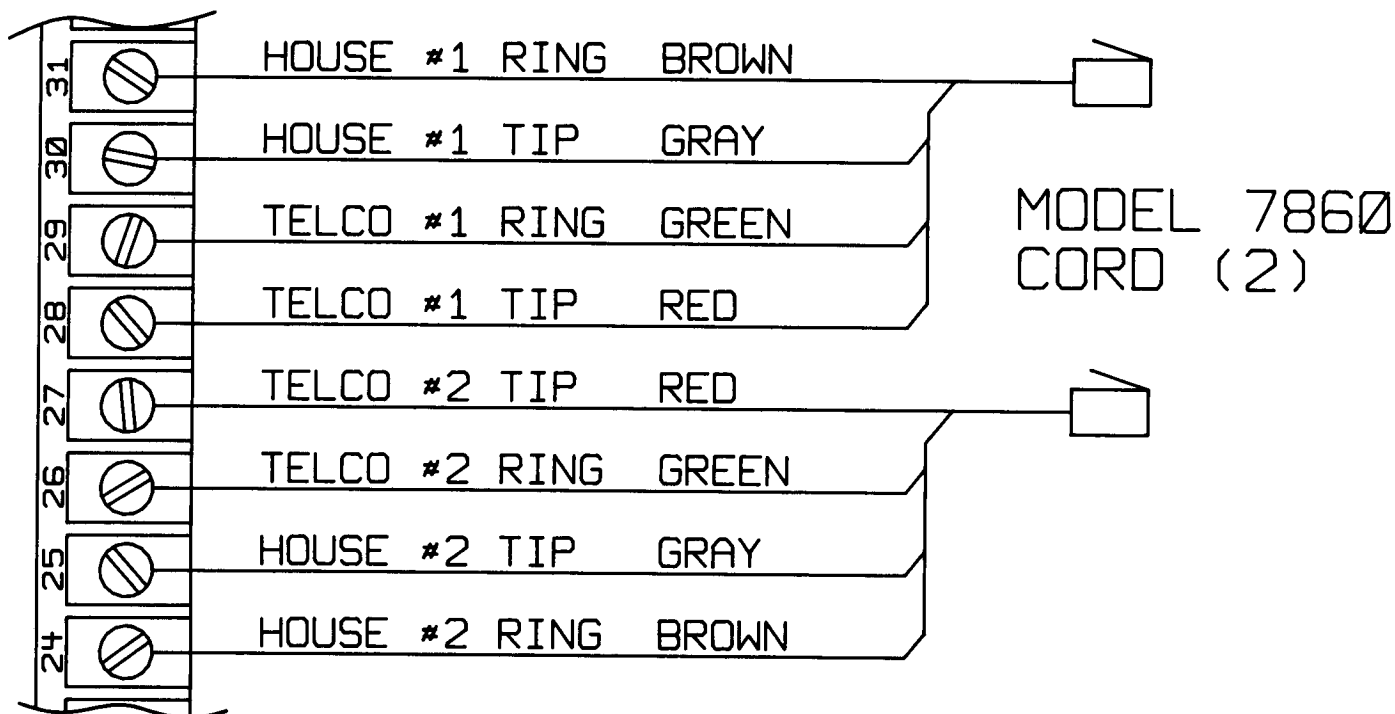 31 HOUSE #1 RING BROWN
30 HOUSE #1 TIP GRAY
29 TELCO #1 RING GREEN
28 TELCO #1 TIP RED
27 TELCO #2 TIP RED
26 TELCO #2 RING GREEN
25 HOUSE #2 TIP GRAY
24 HOUSE #2 RING BROWN
MODEL 7860
CORD (2)